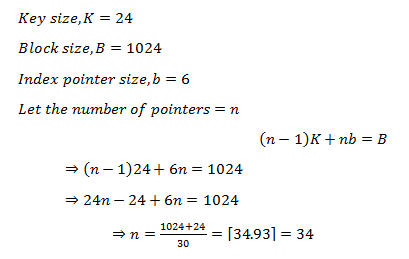 Key size, K = 24
Block size, B = 1024
Index pointer size, b = 6
Let the number of pointers = n
(n − 1)K + nb = B
⇒ (n − 1)24 + 6n = 1024
⇒ 24n − 24 + 6n = 1024
⇒ n = \frac{1024+24}{30} = ⌈34.93⌉ = 34